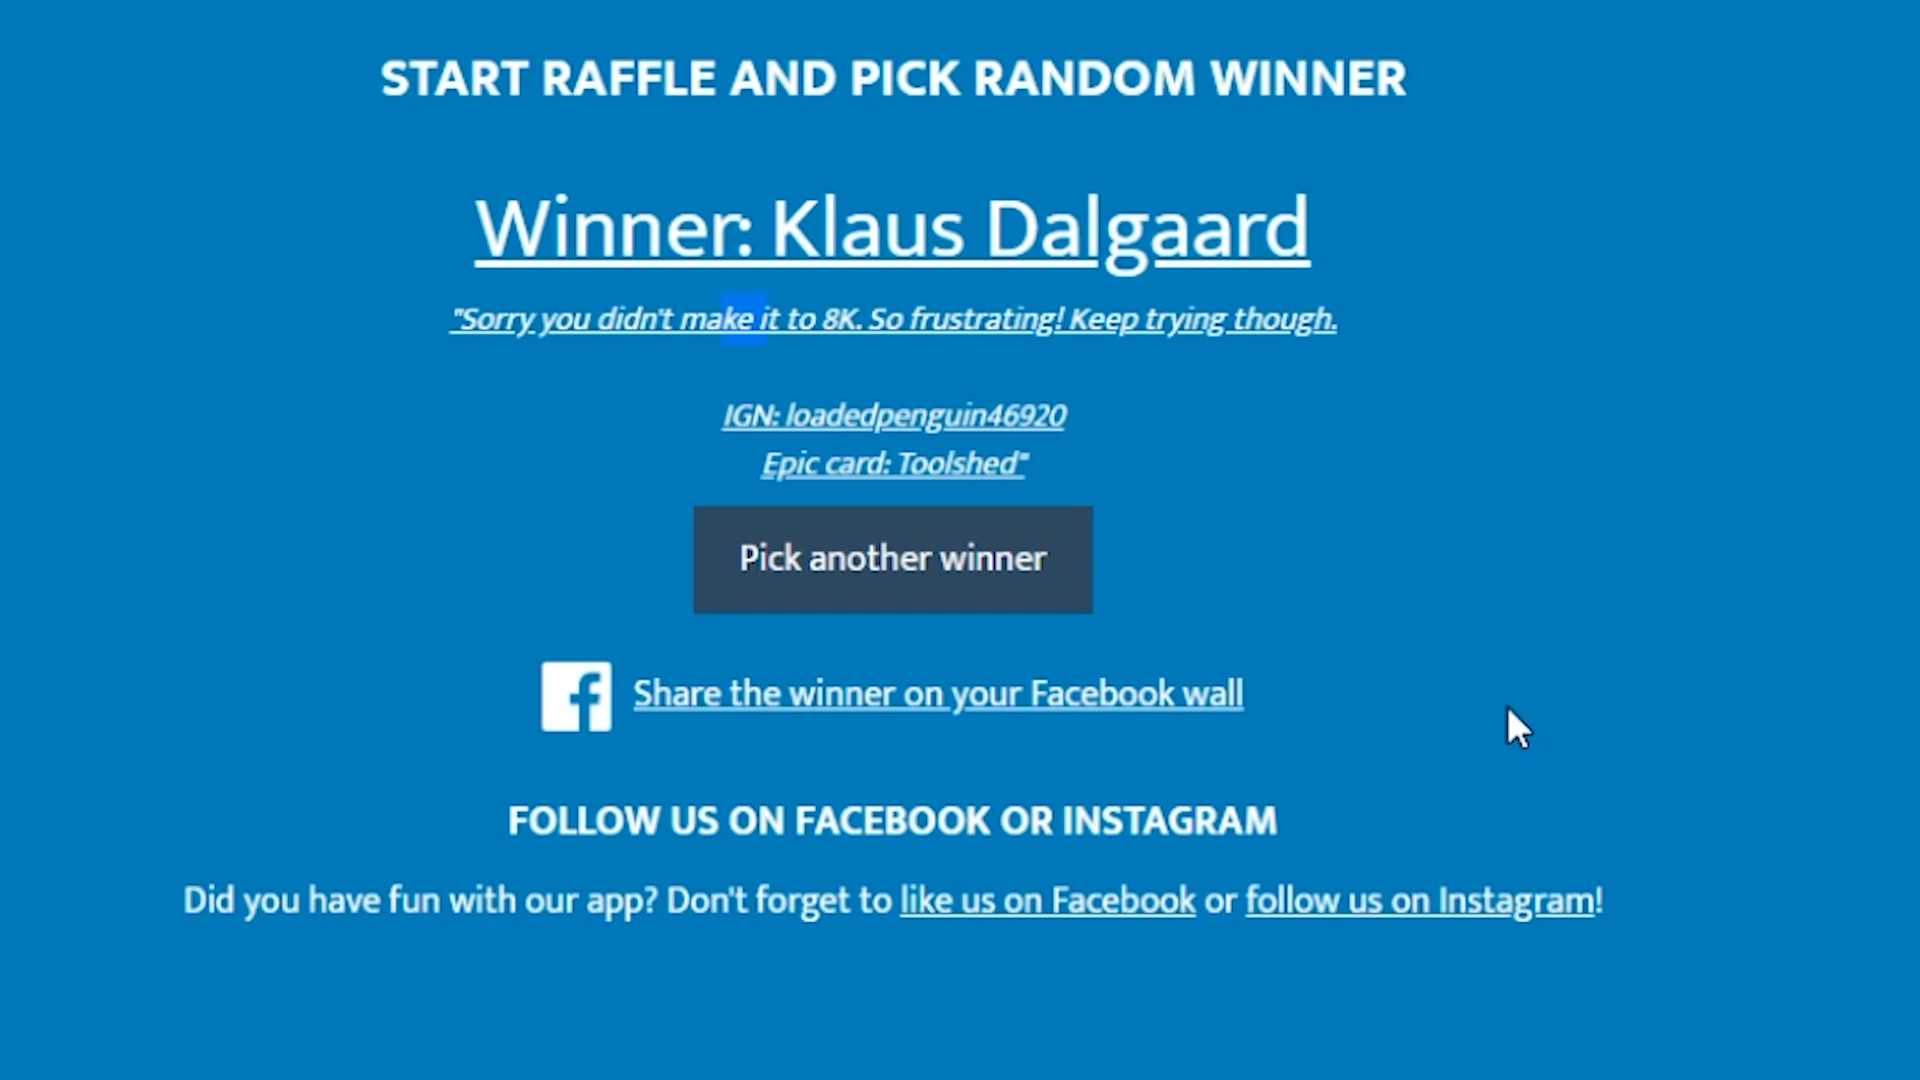 START RAFFLE AND PICK RANDOM WINNER
Winner: Klaus Dalgaard
"Sorry you didn't make it to 8K. So frustrating! Keep trying though.
IGN: loadedpenguin46920
Epic card: Toolshed"
Pick another winner
Share the winner on your Facebook wall
FOLLOW US ON FACEBOOK OR INSTAGRAM
Did you have fun with our app? Don't forget to like us on Facebook or follow us on Instagram!